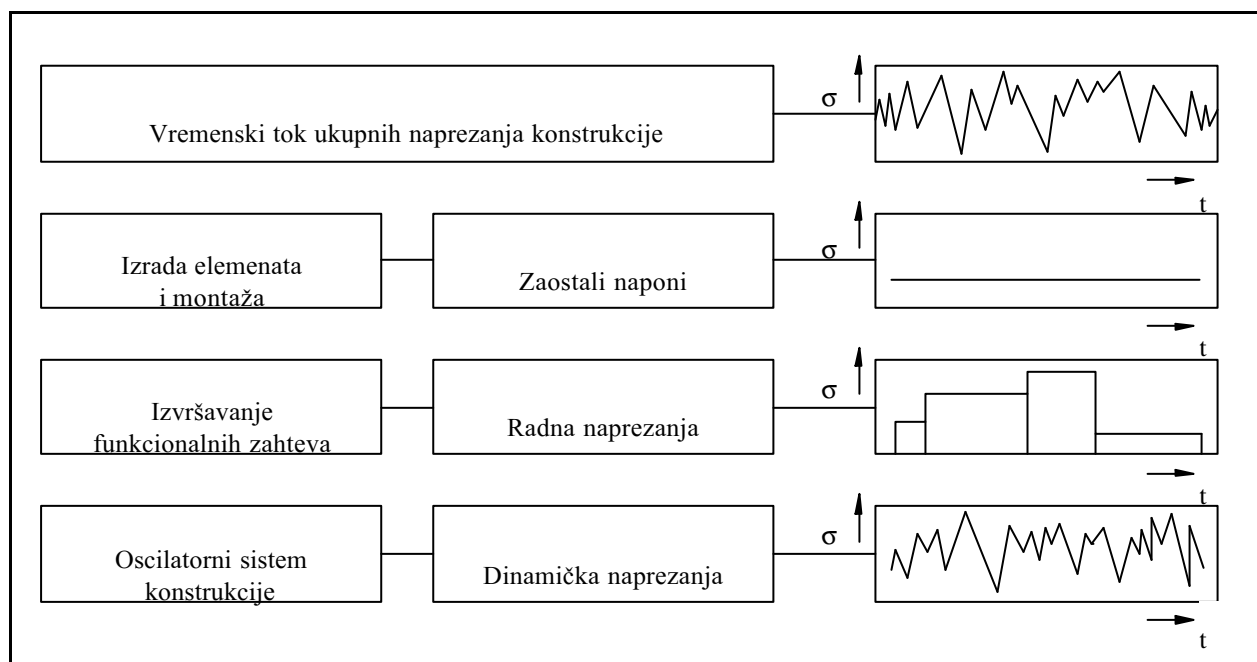 σ
Vremenski tok ukupnih naprezanja konstrukcije
t
σ
Izrada elemenata
i montaža
Zaostali naponi
t
σ
Izvršavanje
funkcionalnih zahteva
Radna naprezanja
t
σ
Oscilatorni sistem
konstrukcije
Dinamička naprezanja
t